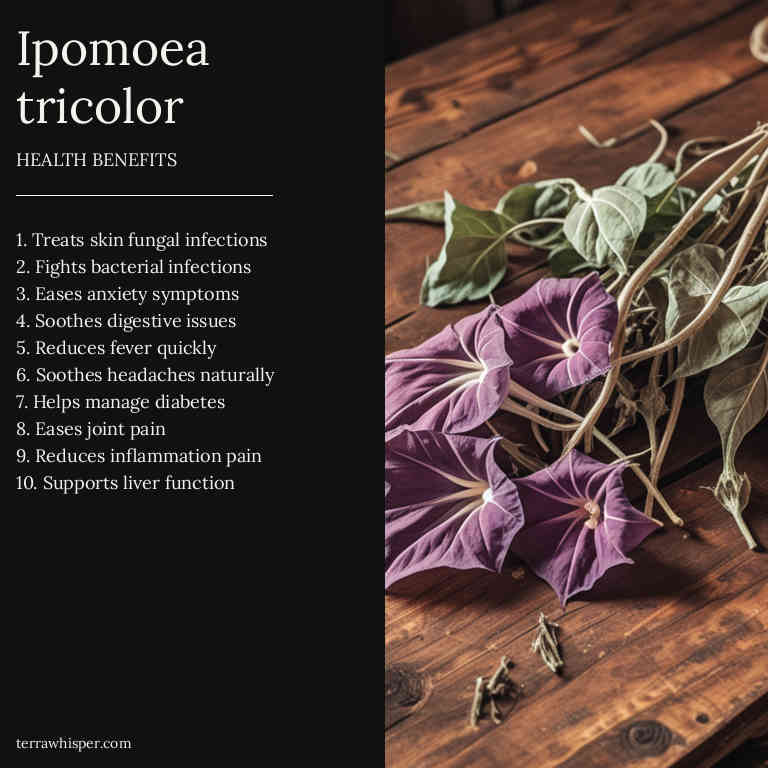 Ipomoea
tricolor
HEALTH BENEFITS
1. Treats skin fungal infections
2. Fights bacterial infections
3. Eases anxiety symptoms
4. Soothes digestive issues
5. Reduces fever quickly
6. Soothes headaches naturally
7. Helps manage diabetes
8. Eases joint pain
9. Reduces inflammation pain
10. Supports liver function
terrawhisper.com